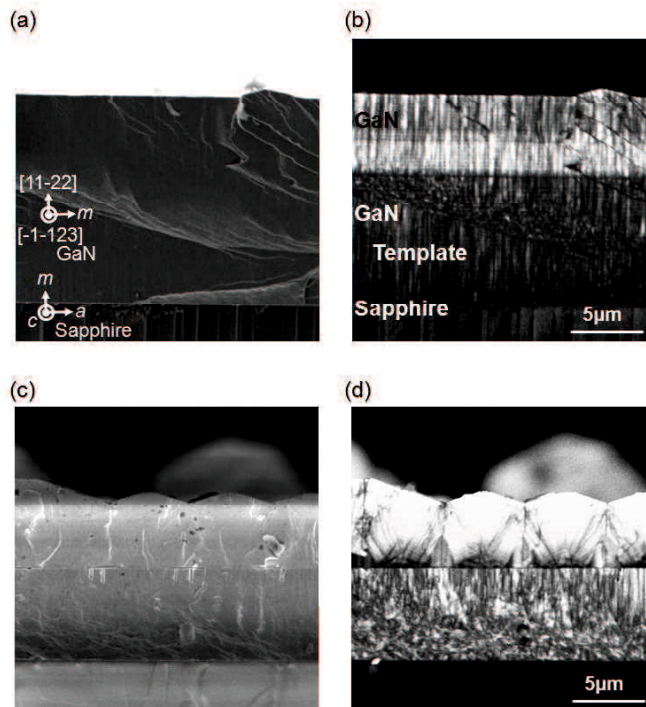 (a)
(b)
[11-22]
m
[-1-123]
GaN
m
c
a
Sapphire
GaN
GaN
Template
Sapphire
5μm
(c)
(d)
5μm